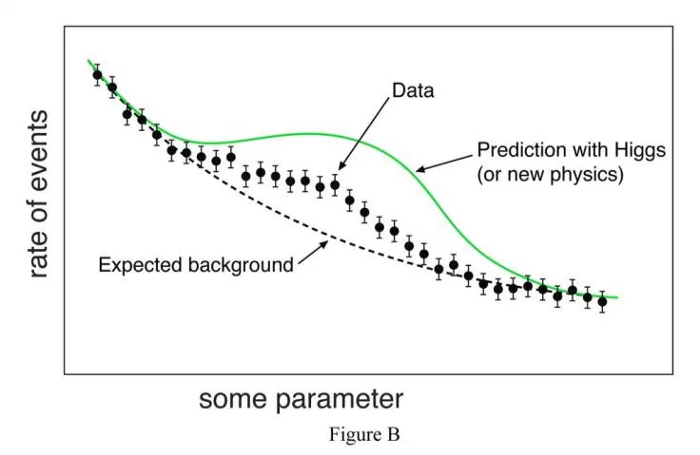 Data
Prediction with Higgs
(or new physics)
rate of events
Expected background
some parameter
Figure B